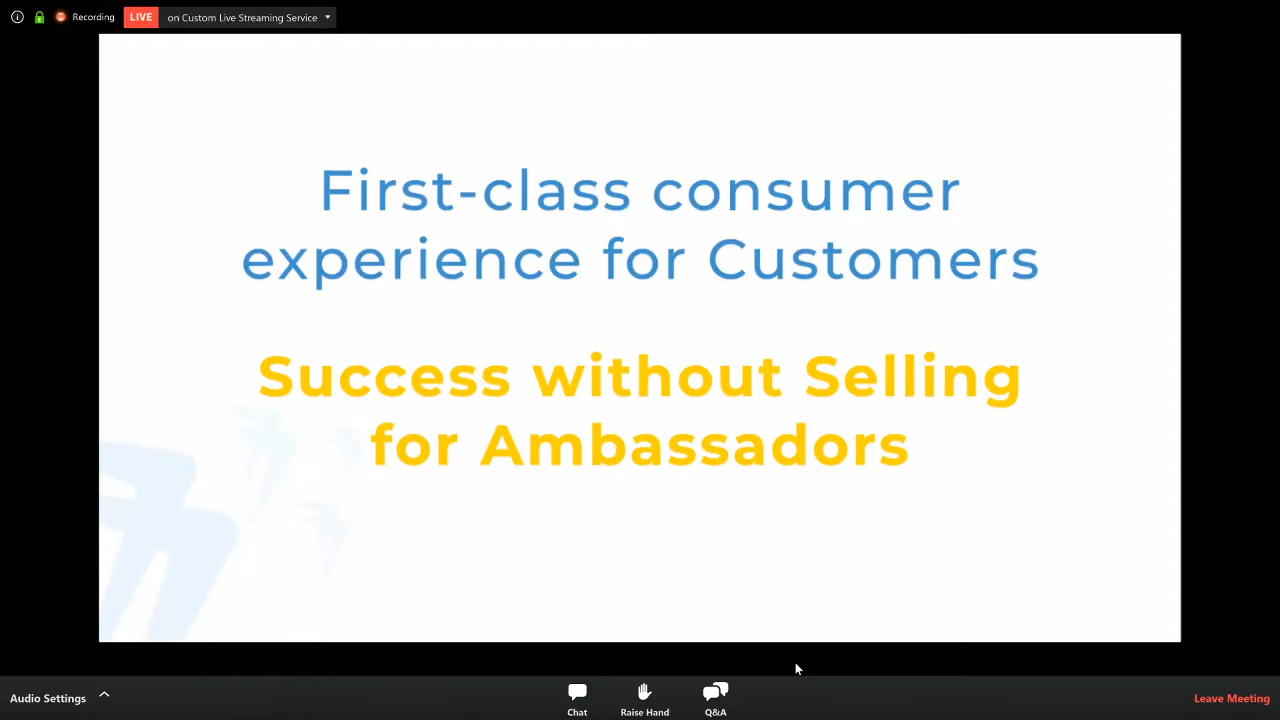 Recording
LIVE
on Custom Live Streaming Service
First-class consumer
experience for Customers
Success without Selling
for Ambassadors
Audio Settings
Chat
Raise Hand
Q&A
Leave Meeting